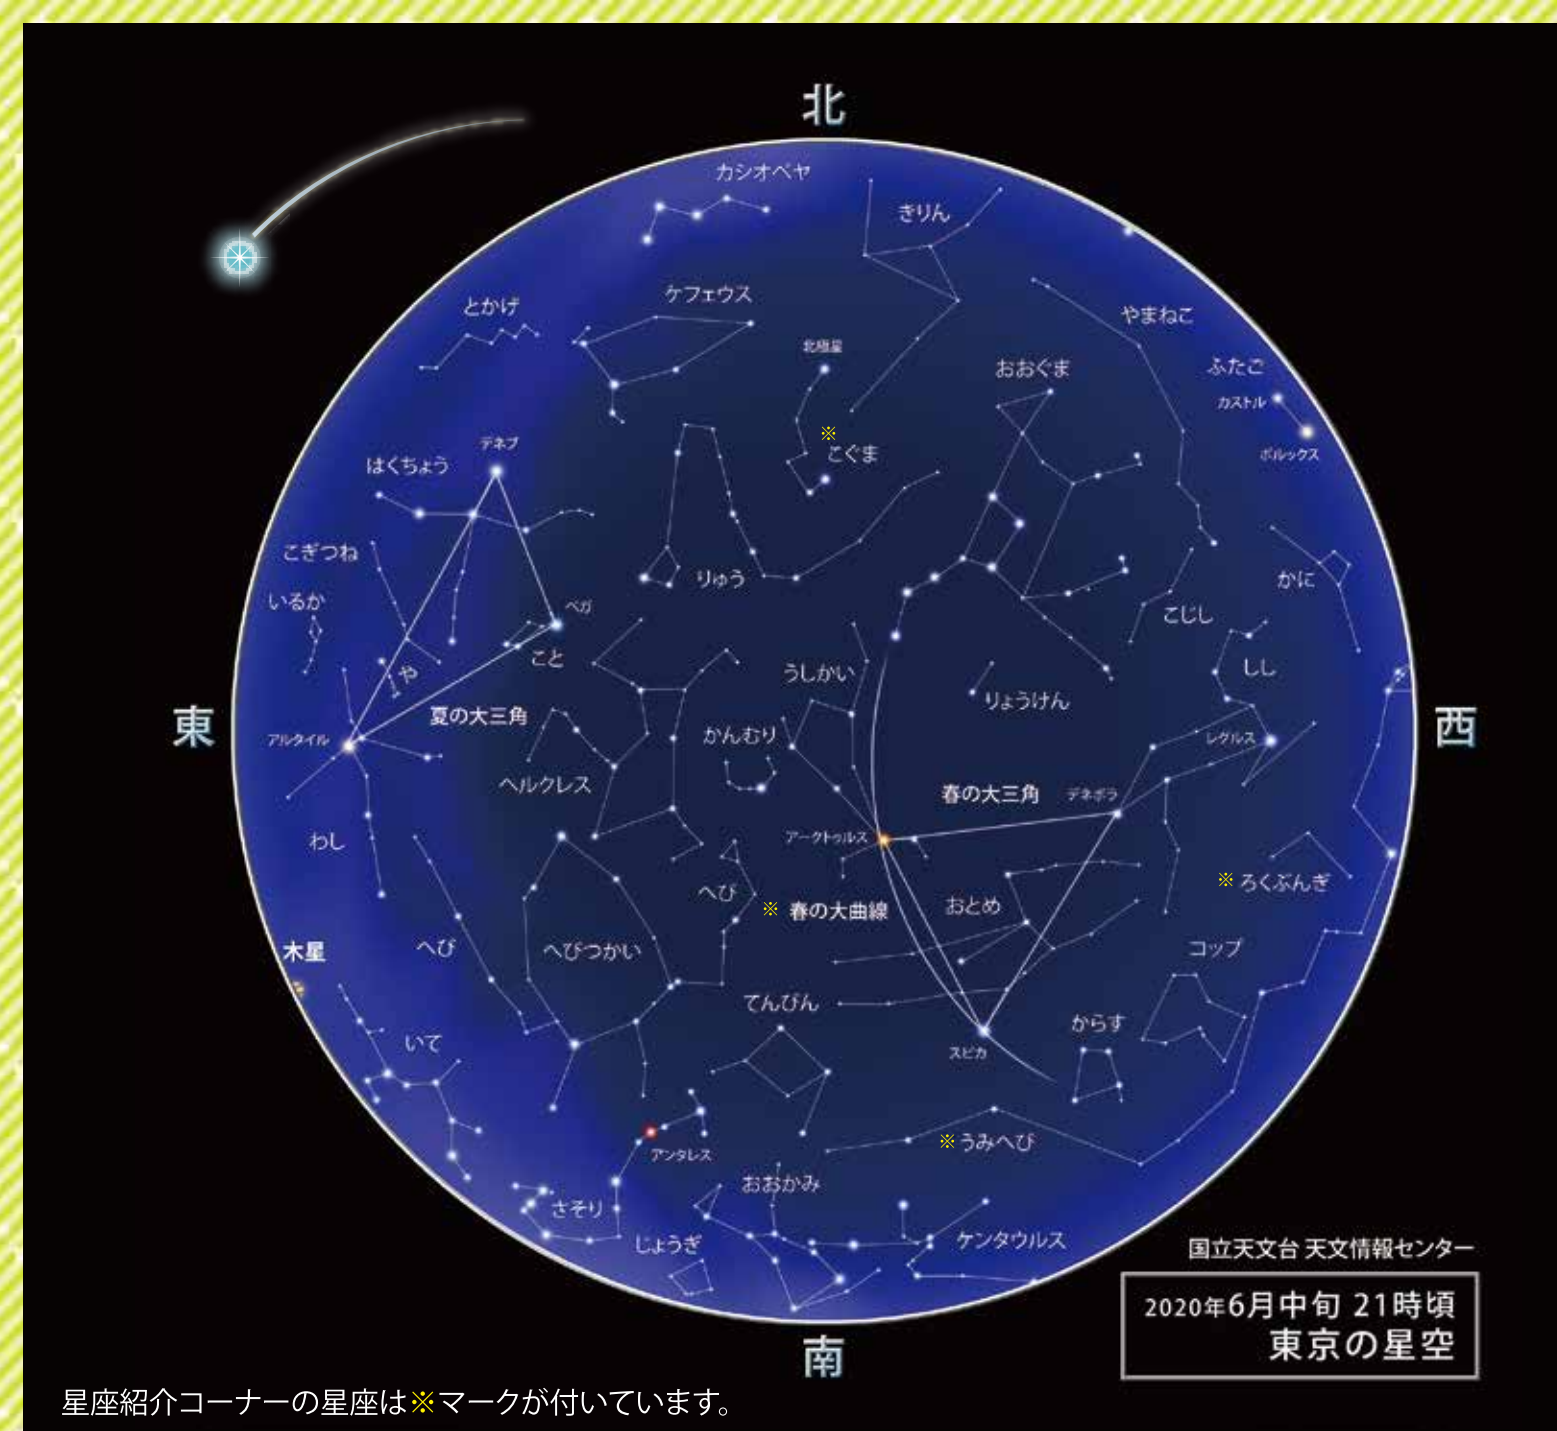 北
カシオペヤ
きりん
とかげ
ケフェウス
やまねこ
北極星
おおぐま
ふたご
カストル
※
こぐま
デネブ
はくちょう
ポルックス
こぎつね
りゅう
かに
いるか
ベガ
こじし
こと
や
うしかい
しし
りょうけん
東
夏の大三角
かんむり
西
アルタイル
レグルス
ヘルクレス
春の大三角
デネボラ
わし
アークトゥルス
へび
※ ろくぶんぎ
※ 春の大曲線
おとめ
木星
へび
へびつかい
コップ
てんびん
からす
いて
スピカ
アンタレス
※ うみへび
おおかみ
さそり
じょうぎ
ケンタウルス
国立天文台 天文情報センター
2020年6月中旬 21時頃
東京の星空
南
星座紹介コーナーの星座は※マークが付いています。